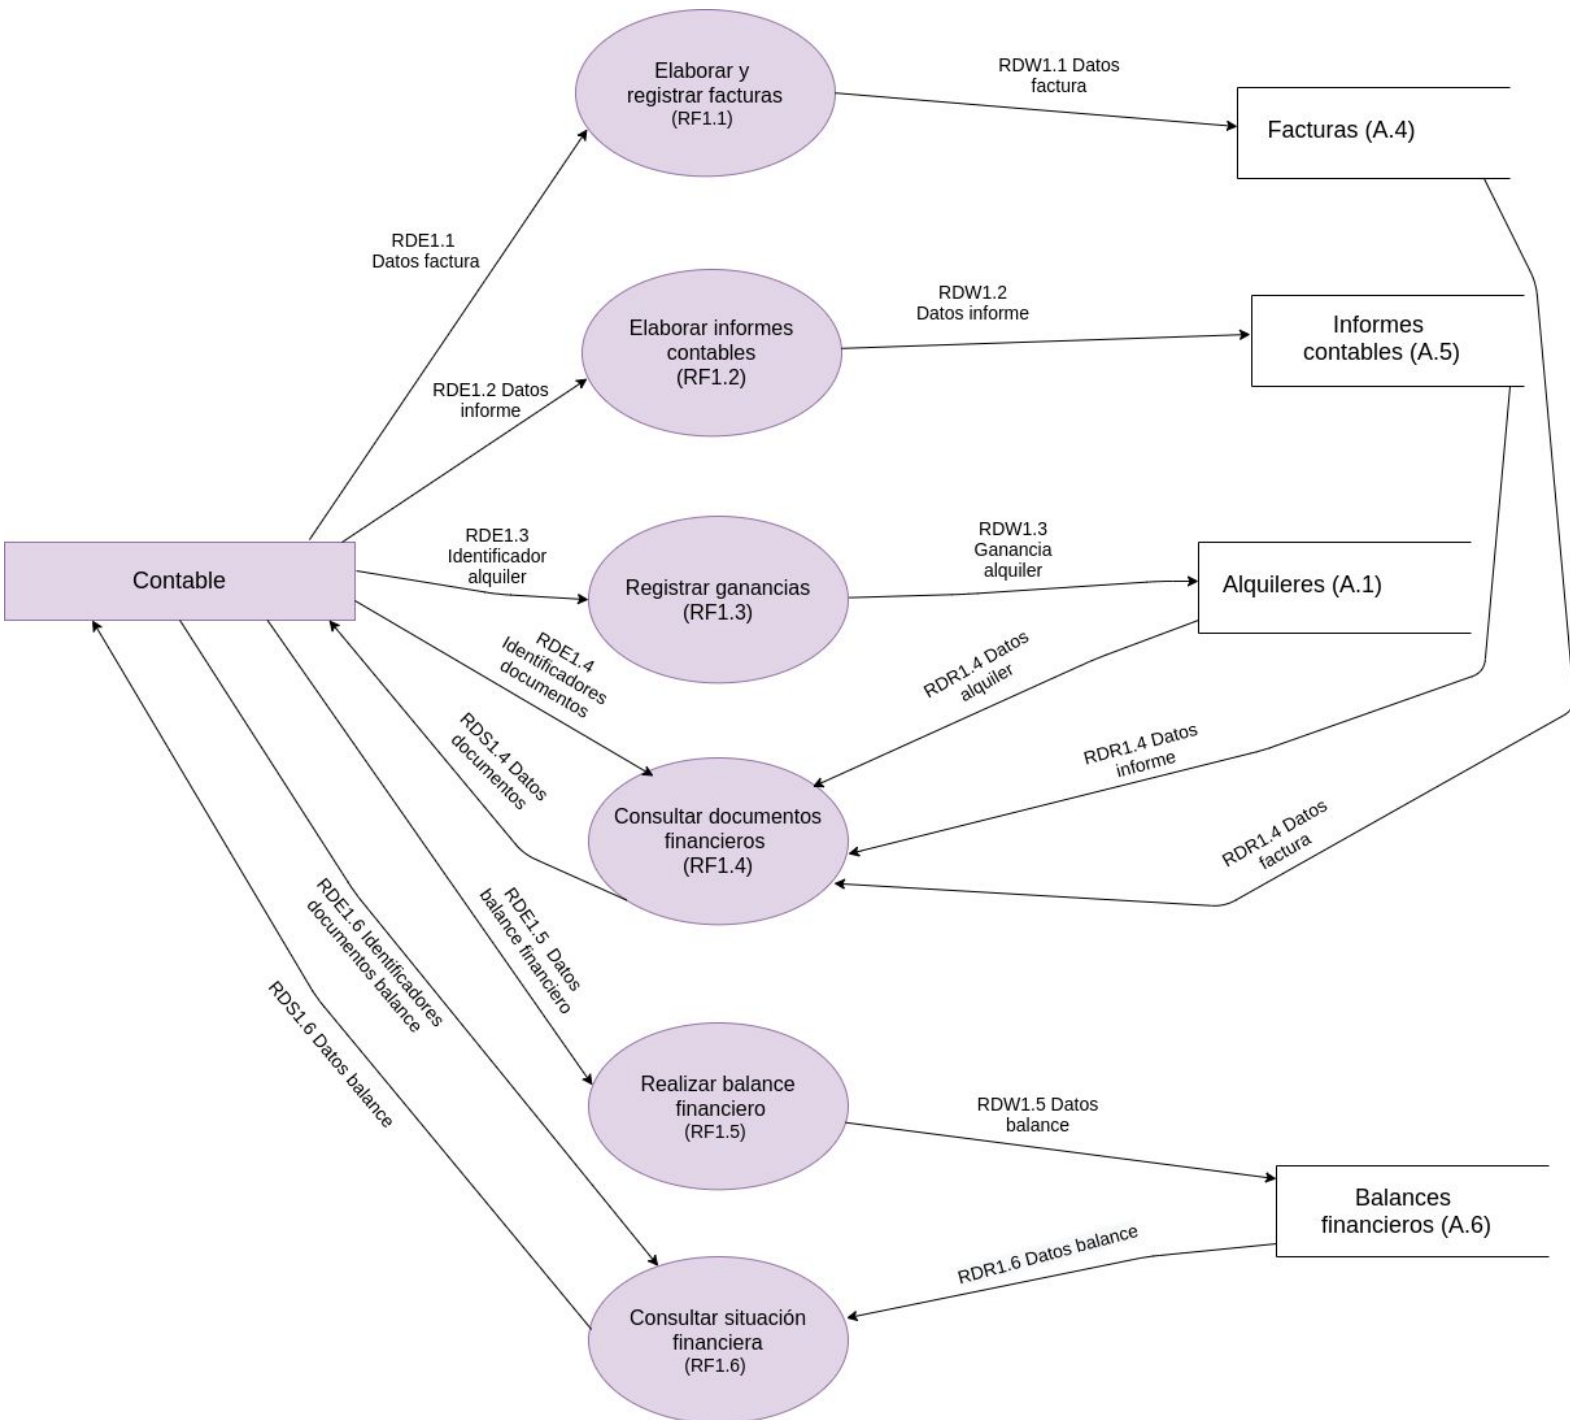 Elaborar y
registrar facturas
(RF1.1)
RDW1.1 Datos
factura
Facturas (A.4)
RDE1.1
Datos factura
Elaborar informes
contables
(RF1.2)
RDW1.2
Datos informe
Informes
contables (A.5)
RDE1.2 Datos
informe
Contable
RDE1.3
Identificador
alquiler
Registrar ganancias
(RF1.3)
RDW1.3
Ganancia
alquiler
Alquileres (A.1)
RDE1.4
Identificadores
documentos
RDR1.4 Datos
alquiler
RDS1.4 Datos
documentos
Consultar documentos
financieros
(RF1.4)
RDR1.4 Datos
informe
RDR1.4 Datos
factura
RDE1.6 Identificadores
documentos balance
RDE1.5 Datos
balance financiero
RDS1.6 Datos balance
Realizar balance
financiero
(RF1.5)
RDW1.5 Datos
balance
Balances
financieros (A.6)
RDR1.6 Datos balance
Consultar situación
financiera
(RF1.6)